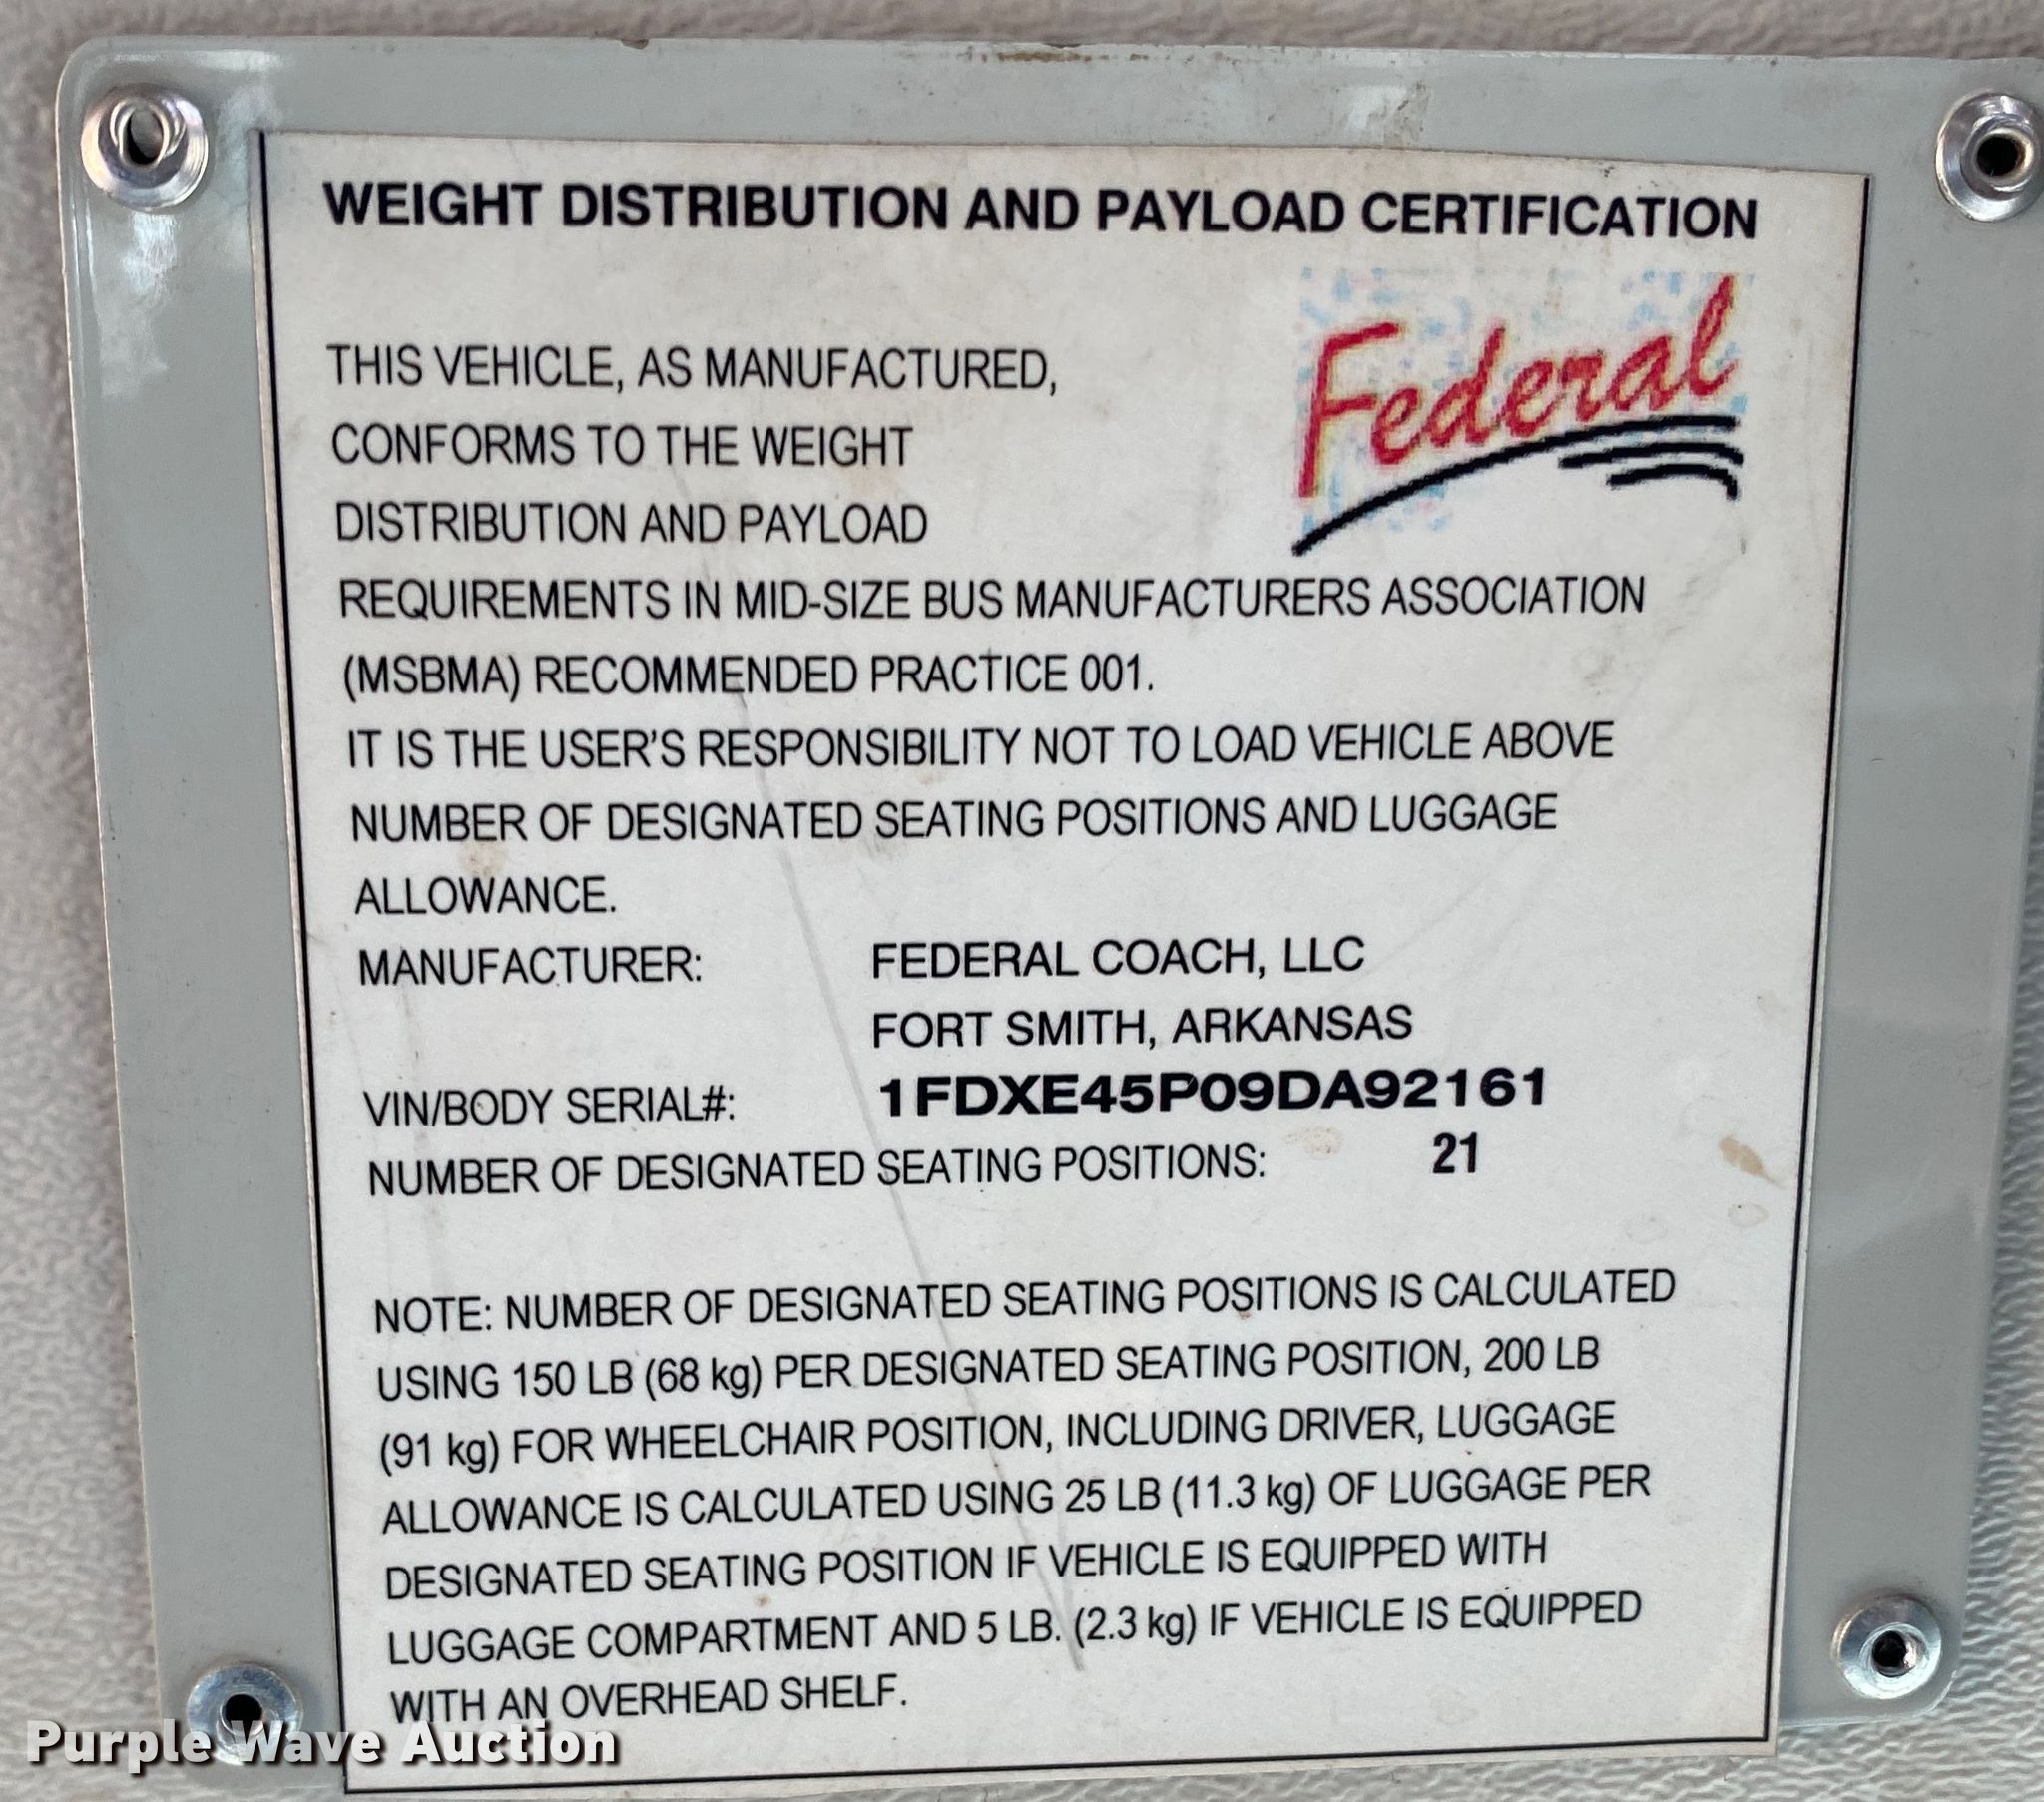 WEIGHT DISTRIBUTION AND PAYLOAD CERTIFICATION
Federal
THIS VEHICLE, AS MANUFACTURED,
CONFORMS TO THE WEIGHT
DISTRIBUTION AND PAYLOAD
REQUIREMENTS IN MID-SIZE BUS MANUFACTURERS ASSOCIATION
(MSBMA) RECOMMENDED PRACTICE 001.
IT IS THE USER'S RESPONSIBILITY NOT TO LOAD VEHICLE ABOVE
NUMBER OF DESIGNATED SEATING POSITIONS AND LUGGAGE
ALLOWANCE.
MANUFACTURER: FEDERAL COACH, LLC
FORT SMITH, ARKANSAS
VIN/BODY SERIAL#: 1FDXE45P09DA92161
NUMBER OF DESIGNATED SEATING POSITIONS: 21
NOTE: NUMBER OF DESIGNATED SEATING POSITIONS IS CALCULATED
USING 150 LB (68 kg) PER DESIGNATED SEATING POSITION, 200 LB
(91 kg) FOR WHEELCHAIR POSITION, INCLUDING DRIVER, LUGGAGE
ALLOWANCE IS CALCULATED USING 25 LB (11.3 kg) OF LUGGAGE PER
DESIGNATED SEATING POSITION IF VEHICLE IS EQUIPPED WITH
LUGGAGE COMPARTMENT AND 5 LB. (2.3 kg) IF VEHICLE IS EQUIPPED
WITH AN OVERHEAD SHELF.
Purple Wave Auction